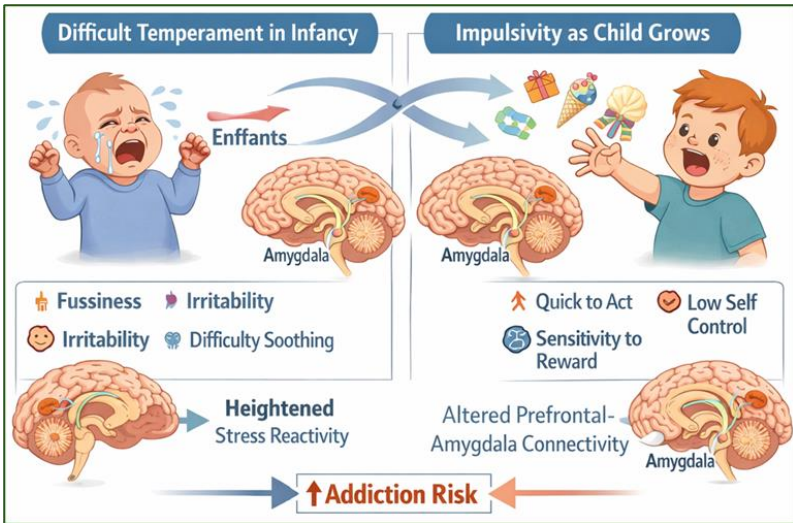 Difficult Temperament in Infancy
Impulsivity as Child Grows
Enffants
Amygdala
Amygdala
Fussiness
Irritability
Irritability
Difficulty Soothing
Quick to Act
Low Self
Control
Sensitivity to
Reward
Heightened
Stress Reactivity
Altered Prefrontal-
Amygdala Connectivity
Amygdala
↑ Addiction Risk